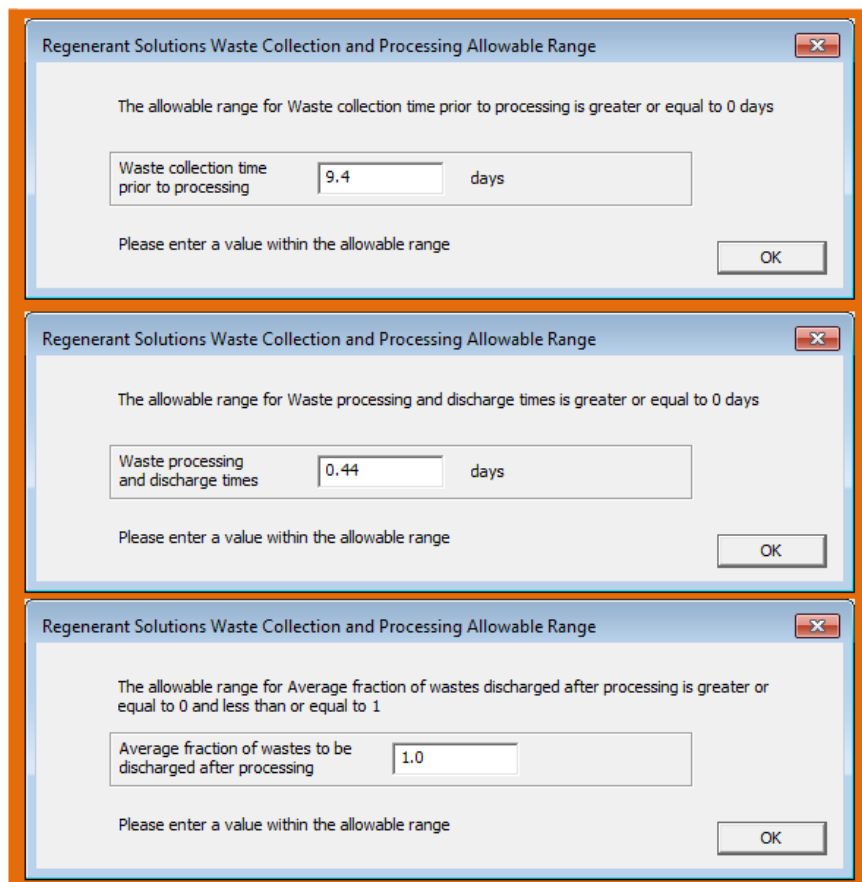 Regenerant Solutions Waste Collection and Processing Allowable Range
The allowable range for Waste collection time prior to processing is greater or equal to 0 days
Waste collection time
prior to processing
9.4
days
Please enter a value within the allowable range
OK
Regenerant Solutions Waste Collection and Processing Allowable Range
The allowable range for Waste processing and discharge times is greater or equal to 0 days
Waste processing
and discharge times
0.44
days
Please enter a value within the allowable range
OK
Regenerant Solutions Waste Collection and Processing Allowable Range
The allowable range for Average fraction of wastes discharged after processing is greater or
equal to 0 and less than or equal to 1
Average fraction of wastes to be
discharged after processing
1.0
Please enter a value within the allowable range
OK